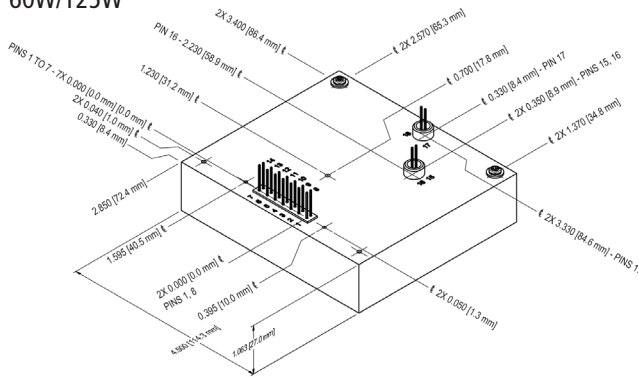 60W/125W
2X 3.400 [86.4 mm] ℄
℄ 2X 2.570 [65.3 mm]
PIN 16 - 2.230 [58.9 mm] ℄
℄ 0.700 [17.8 mm]
PINS 1 TO 7 - 7X 0.000 [0.0 mm] [0.0 mm] ℄
1.230 [31.2 mm] ℄
℄ 0.330 [8.4 mm] - PIN 17
2X 0.040 [1.0 mm] ℄
℄ 2X 0.350 [8.9 mm] - PINS 15, 16
0.330 [8.4 mm]
℄ 2X 1.370 [34.8 mm]
17
2.850 [72.4 mm]
1.595 [40.5 mm] ℄
℄ 2X 3.330 [84.6 mm] - PINS 1
2X 0.000 [0.0 mm] ℄
PINS 1, 8
0.395 [10.0 mm] ℄
℄ 2X 0.050 [1.3 mm]
1.063 [27.0 mm]